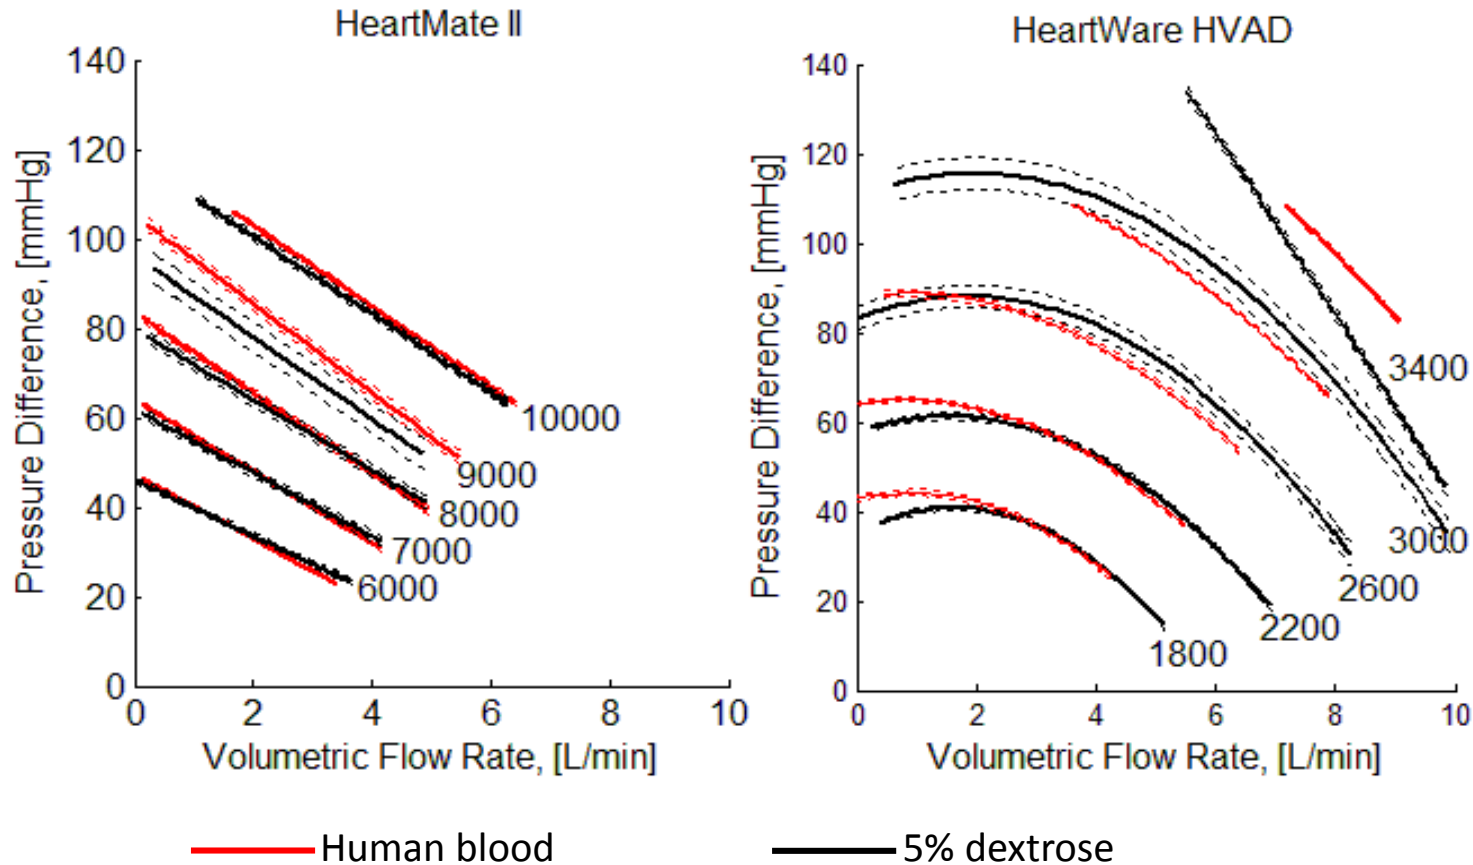 HeartMate II
HeartWare HVAD
140
120
100
80
60
40
20
0
Pressure Difference, [mmHg]
10000
9000
8000
7000
6000
0 2 4 6 8 10
Volumetric Flow Rate, [L/min]
140
120
100
80
60
40
20
0
Pressure Difference, [mmHg]
3400
3000
2600
2200
1800
0 2 4 6 8 10
Volumetric Flow Rate, [L/min]
Human blood
5% dextrose